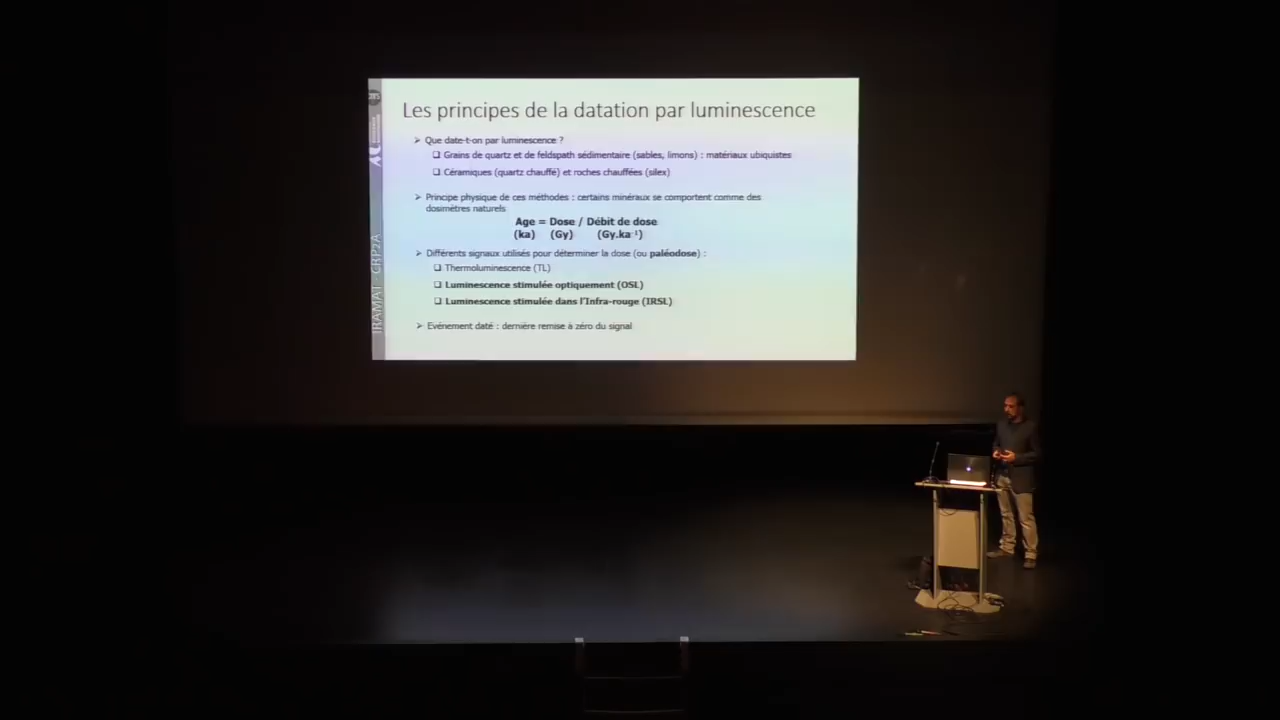 Les principes de la datation par luminescence
➢ Que date-t-on par luminescence ?
❑ Grains de quartz et de feldspath sédimentaire (sables, limons) : matériaux ubiquistes
❑ Céramiques (quartz chauffé) et roches chauffées (silex)
➢ Principe physique de ces méthodes : certains minéraux se comportent comme des
dosimètres naturels
Age = Dose / Débit de dose
(ka) (Gy) (Gy.ka⁻¹)
➢ Différents signaux utilisés pour déterminer la dose (ou paléodose) :
❑ Thermoluminescence (TL)
❑ Luminescence stimulée optiquement (OSL)
❑ Luminescence stimulée dans l'Infra-rouge (IRSL)
➢ Evénement daté : dernière remise à zéro du signal
IRAMAT - CRP2A